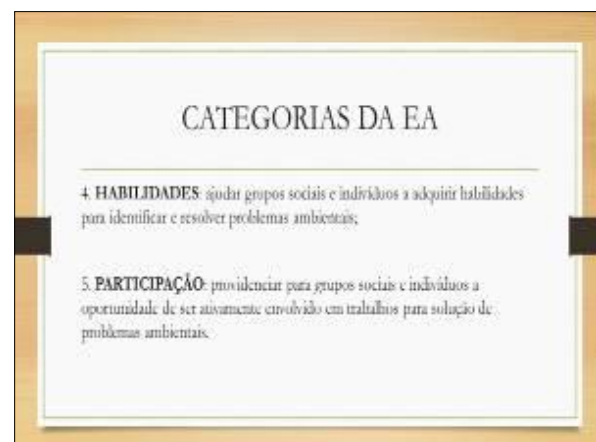 CATEGORIAS DA EA
4. HABILIDADES: ajudar grupos sociais e indivíduos a adquirir habilidades
para identificar e resolver problemas ambientais;
5. PARTICIPAÇÃO: providenciar para grupos sociais e indivíduos a
oportunidade de ser ativamente envolvido em trabalhos para solução de
problemas ambientais.